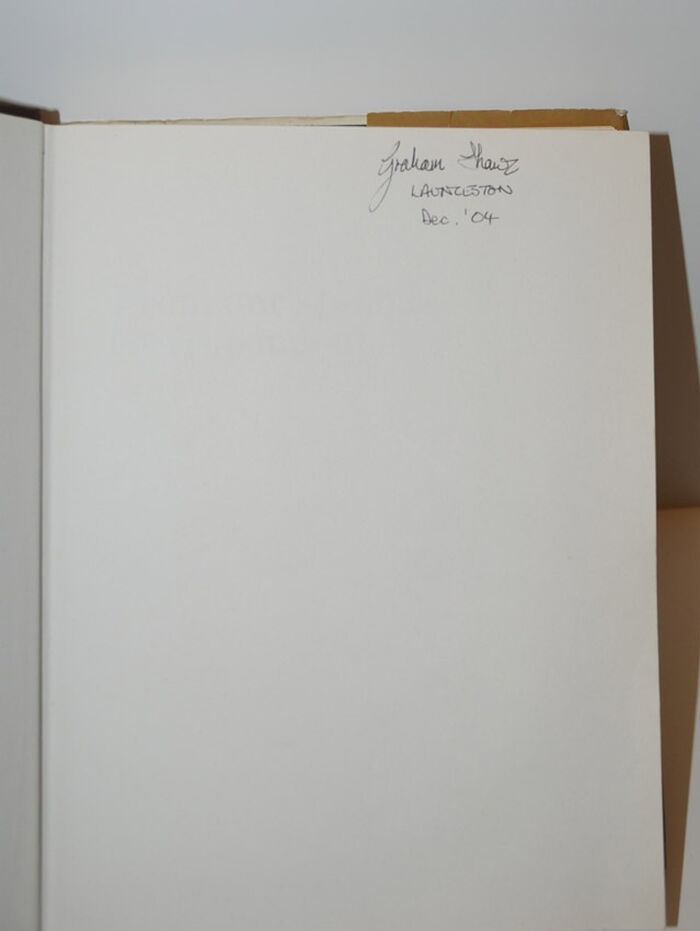 Graham Shaw
LAUNCESTON
Dec. '04